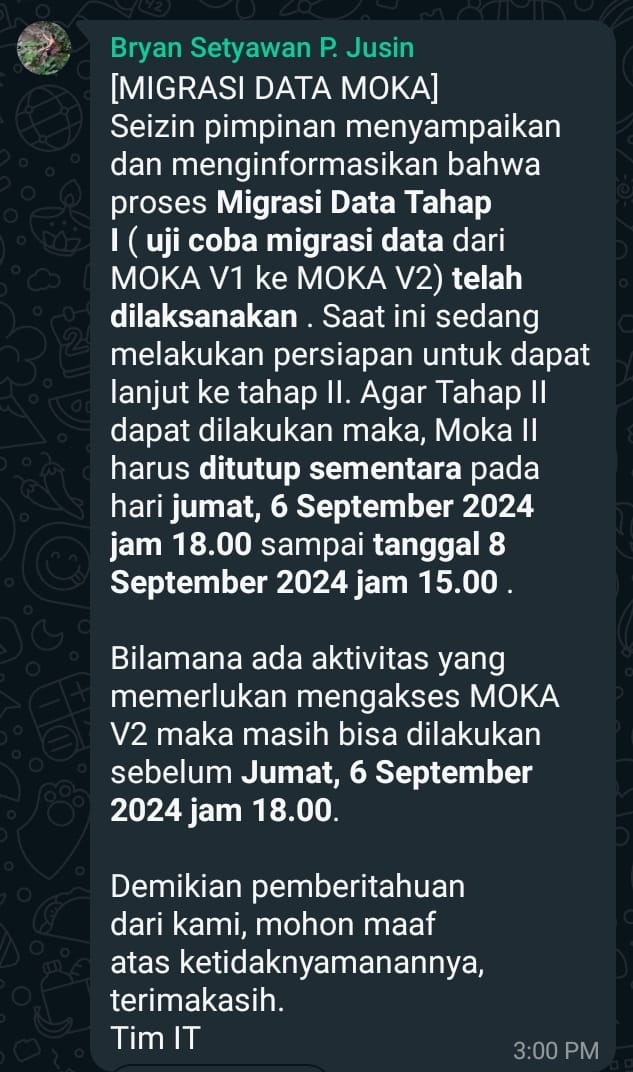 Bryan Setyawan P. Jusin
[MIGRASI DATA MOKA]
Seizin pimpinan menyampaikan
dan menginformasikan bahwa
proses Migrasi Data Tahap
I ( uji coba migrasi data dari
MOKA V1 ke MOKA V2) telah
dilaksanakan . Saat ini sedang
melakukan persiapan untuk dapat
lanjut ke tahap II. Agar Tahap II
dapat dilakukan maka, Moka II
harus ditutup sementara pada
hari jumat, 6 September 2024
jam 18.00 sampai tanggal 8
September 2024 jam 15.00 .
Bilamana ada aktivitas yang
memerlukan mengakses MOKA
V2 maka masih bisa dilakukan
sebelum Jumat, 6 September
2024 jam 18.00.
Demikian pemberitahuan
dari kami, mohon maaf
atas ketidaknyamanannya,
terimakasih.
Tim IT
3:00 PM